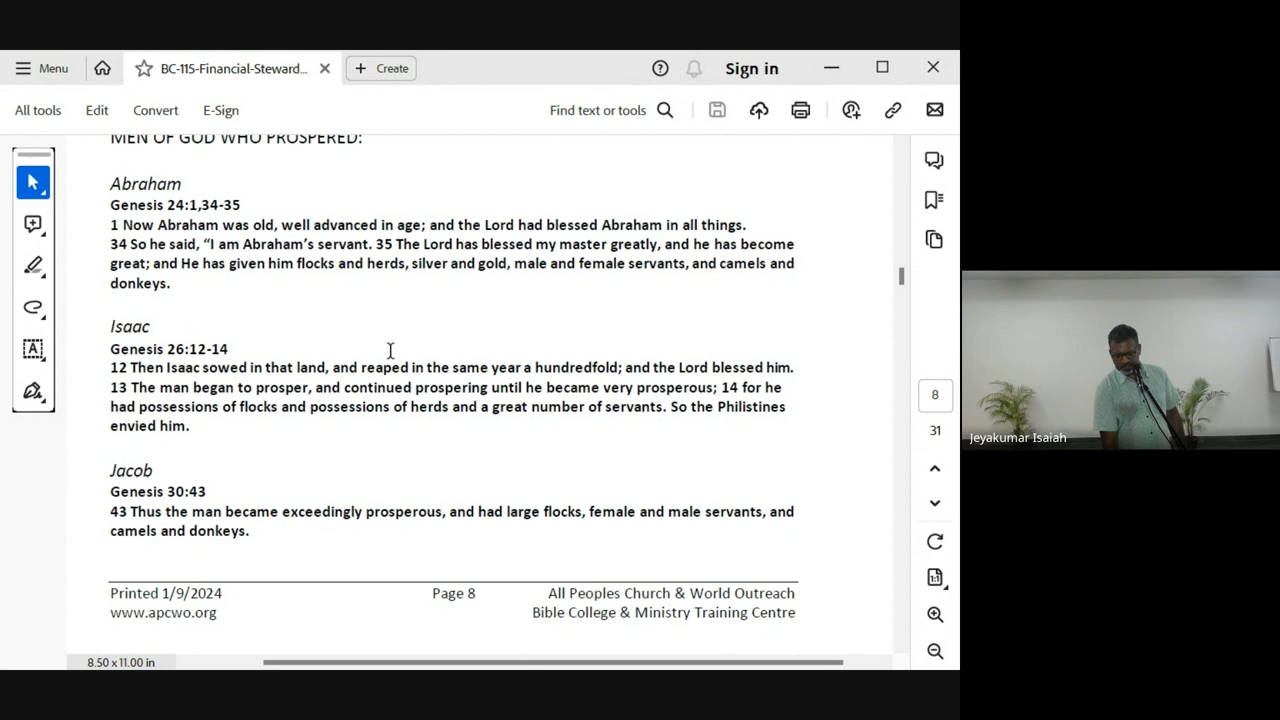 Menu
BC-115-Financial-Steward...
Create
Sign in
All tools
Edit
Convert
E-Sign
Find text or tools
MEN OF GOD WHO PROSPERED:
Abraham
Genesis 24:1,34-35
1 Now Abraham was old, well advanced in age; and the Lord had blessed Abraham in all things.
34 So he said, “I am Abraham’s servant. 35 The Lord has blessed my master greatly, and he has become
great; and He has given him flocks and herds, silver and gold, male and female servants, and camels and
donkeys.
Isaac
Genesis 26:12-14
12 Then Isaac sowed in that land, and reaped in the same year a hundredfold; and the Lord blessed him.
13 The man began to prosper, and continued prospering until he became very prosperous; 14 for he
had possessions of flocks and possessions of herds and a great number of servants. So the Philistines
envied him.
Jacob
Genesis 30:43
43 Thus the man became exceedingly prosperous, and had large flocks, female and male servants, and
camels and donkeys.
Printed 1/9/2024 Page 8 All Peoples Church & World Outreach
www.apcwo.org Bible College & Ministry Training Centre
8.50 x 11.00 in
8
31
1:1
Jeyakumar Isaiah